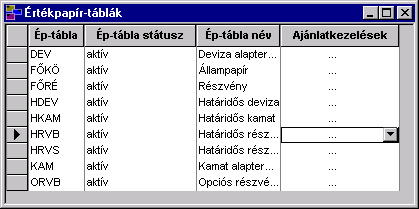 Értékpapír-táblák
Ép-tábla Ép-tábla státusz Ép-tábla név Ajánlatkezelések
DEV aktív Deviza alapter... ...
FŐKÖ aktív Állampapír ...
FŐRÉ aktív Részvény ...
HDEV aktív Határidős deviza ...
HKAM aktív Határidős kamat ...
HRVB aktív Határidős rész... ...
HRVS aktív Határidős rész... ...
KAM aktív Kamat alapter... ...
ORVB aktív Opciós részvé... ...